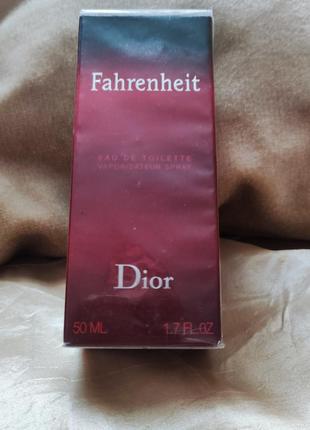 Fahrenheit
EAU DE TOILETTE
VAPORISATEUR SPRAY
Dior
50 ML 1.7 FL.OZ